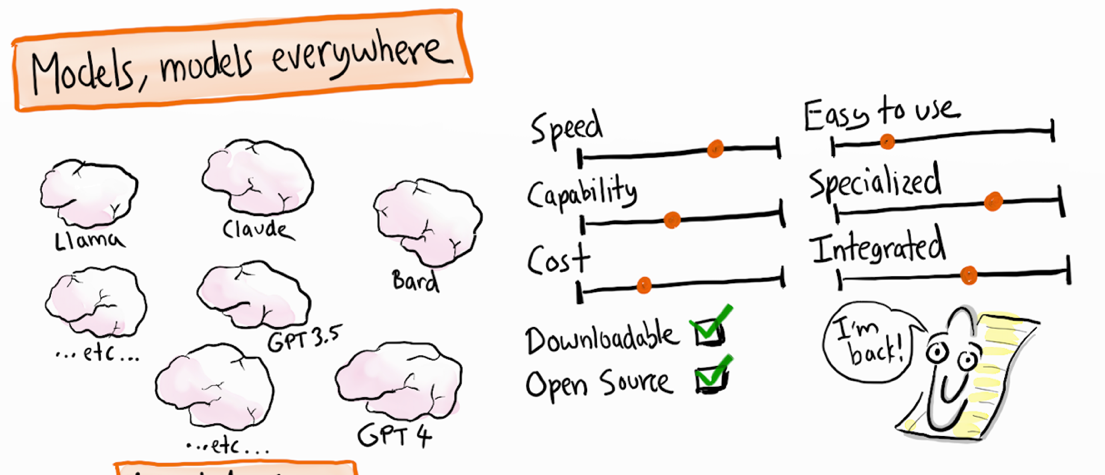 Models, models everywhere
Llama
Claude
Bard
...etc...
GPT 3.5
...etc...
GPT 4
Speed
Capability
Cost
Downloadable
Open Source
Easy to use
Specialized
Integrated
I'm
back!